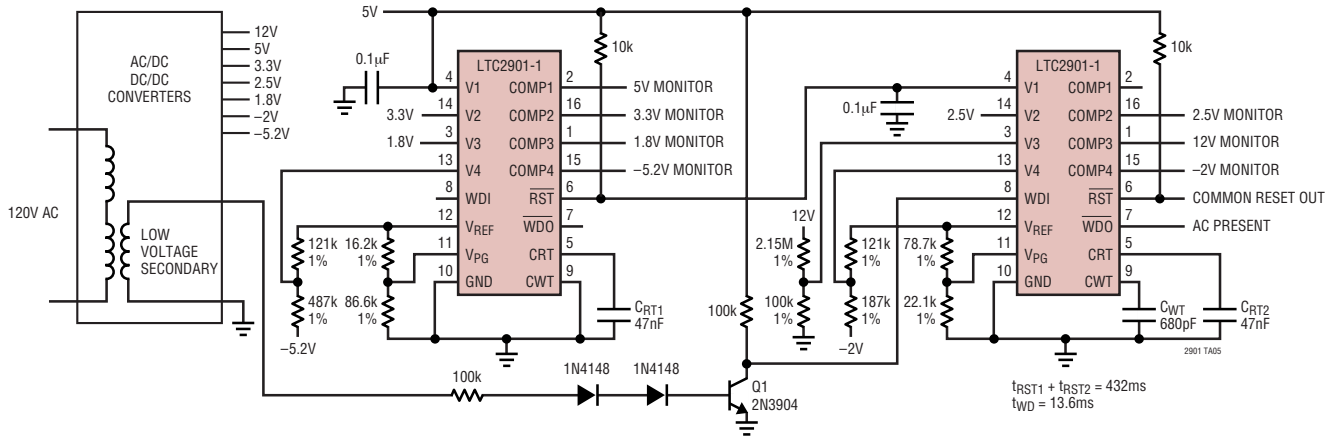 120V AC
AC/DC
DC/DC
CONVERTERS
12V
5V
3.3V
2.5V
1.8V
–2V
–5.2V
LOW
VOLTAGE
SECONDARY
5V
0.1µF
10k
LTC2901-1
4 V1
14 V2
3 V3
13 V4
8 WDI
12 VREF
11 VPG
10 GND
COMP1 2
COMP2 16
COMP3 1
COMP4 15
RST 6
WDO 7
CRT 5
CWT 9
3.3V
1.8V
5V MONITOR
3.3V MONITOR
1.8V MONITOR
–5.2V MONITOR
121k
1%
16.2k
1%
487k
1%
86.6k
1%
–5.2V
CRT1
47nF
100k
1N4148
1N4148
100k
Q1
2N3904
0.1µF
10k
LTC2901-1
4 V1
14 V2
3 V3
13 V4
8 WDI
12 VREF
11 VPG
10 GND
COMP1 2
COMP2 16
COMP3 1
COMP4 15
RST 6
WDO 7
CRT 5
CWT 9
2.5V
2.5V MONITOR
12V MONITOR
–2V MONITOR
COMMON RESET OUT
AC PRESENT
12V
2.15M
1%
121k
1%
78.7k
1%
100k
1%
187k
1%
22.1k
1%
–2V
CWT
680pF
CRT2
47nF
2901 TA05
tRST1 + tRST2 = 432ms
tWD = 13.6ms